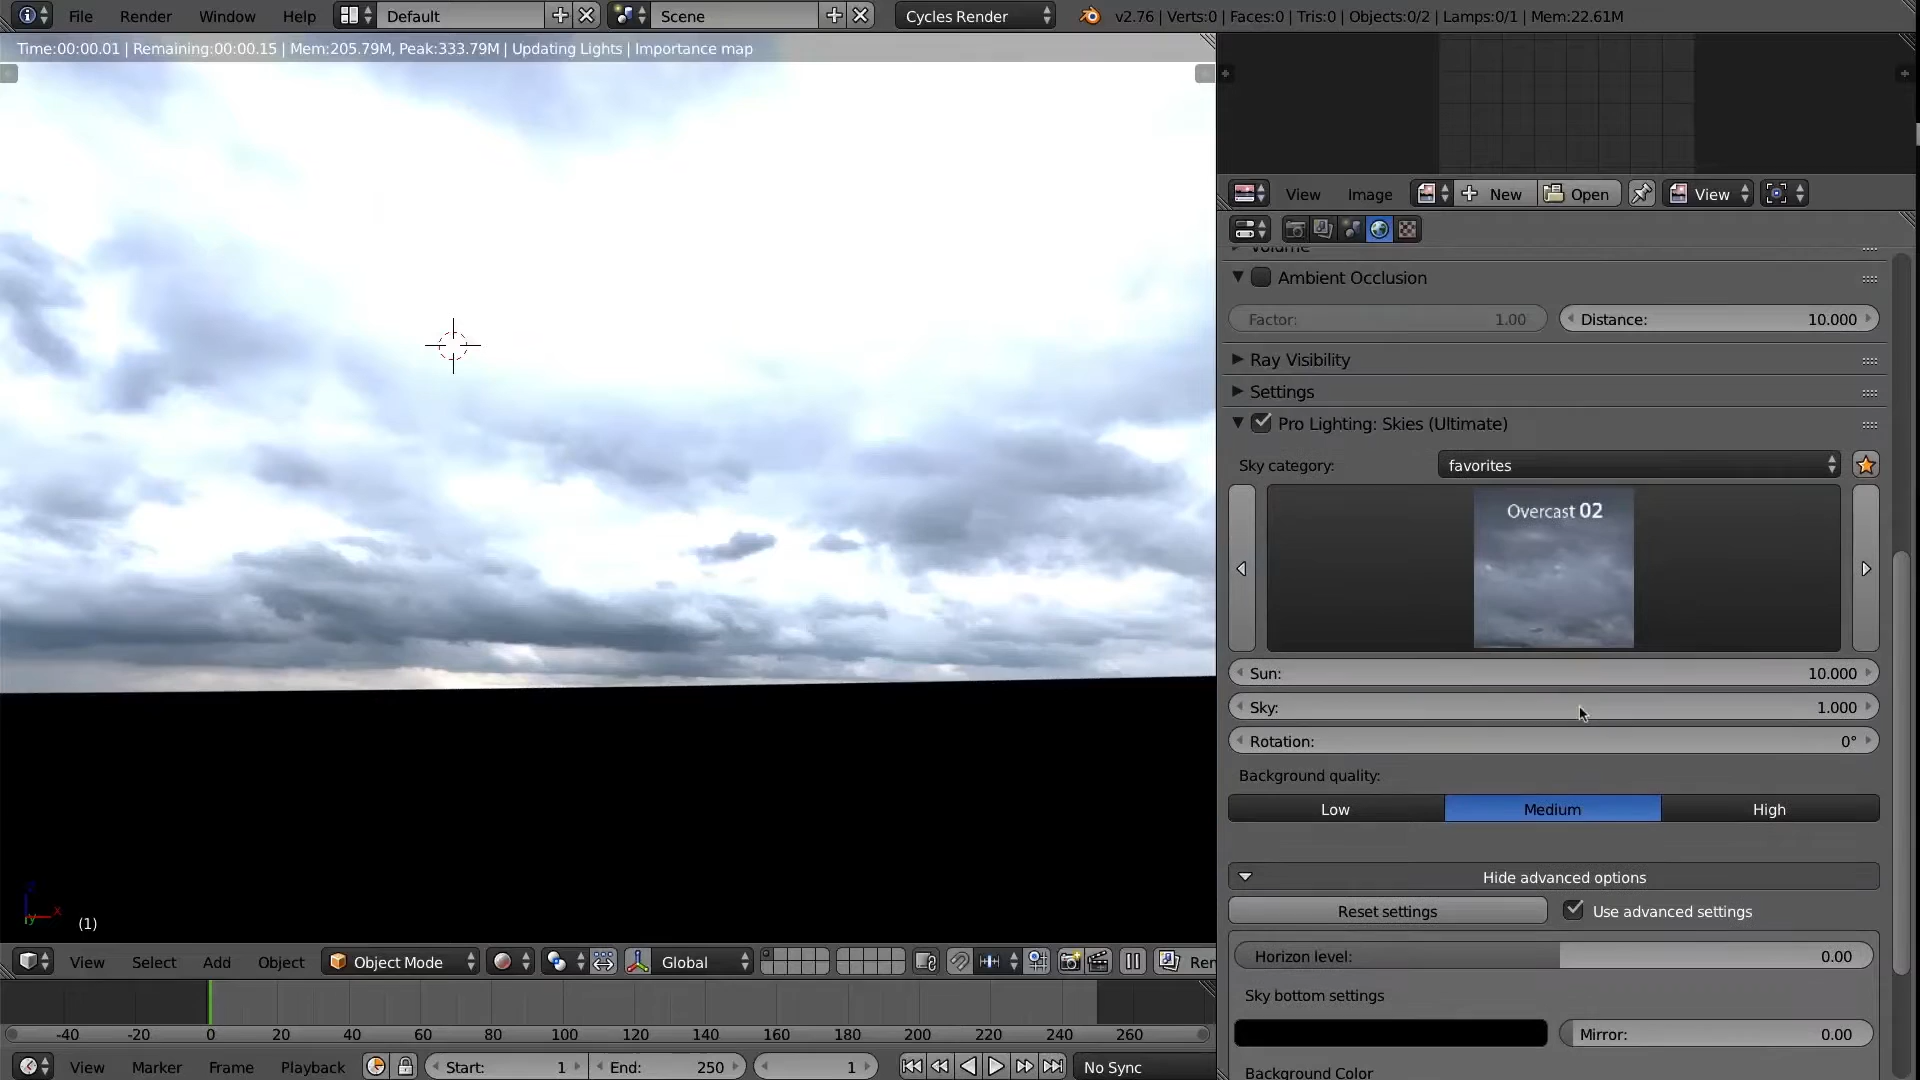 File Render Window Help Default Scene Cycles Render v2.76 | Verts:0 | Faces:0 | Tris:0 | Objects:0/2 | Lamps:0/1 | Mem:22.61M
Time:00:00.01 | Remaining:00:00.15 | Mem:205.79M, Peak:333.79M | Updating Lights | Importance map
View Image New Open View
Volume
Ambient Occlusion
Factor: 1.00 Distance: 10.000
Ray Visibility
Settings
Pro Lighting: Skies (Ultimate)
Sky category: favorites
Overcast 02
Sun: 10.000
Sky: 1.000
Rotation: 0°
Background quality:
Low Medium High
Hide advanced options
Reset settings Use advanced settings
Horizon level: 0.00
Sky bottom settings
Mirror: 0.00
Background Color
z
x
y
(1)
View Select Add Object Object Mode Global Ren
-40 -20 0 20 40 60 80 100 120 140 160 180 200 220 240 260
View Marker Frame Playback Start: 1 End: 250 1 No Sync